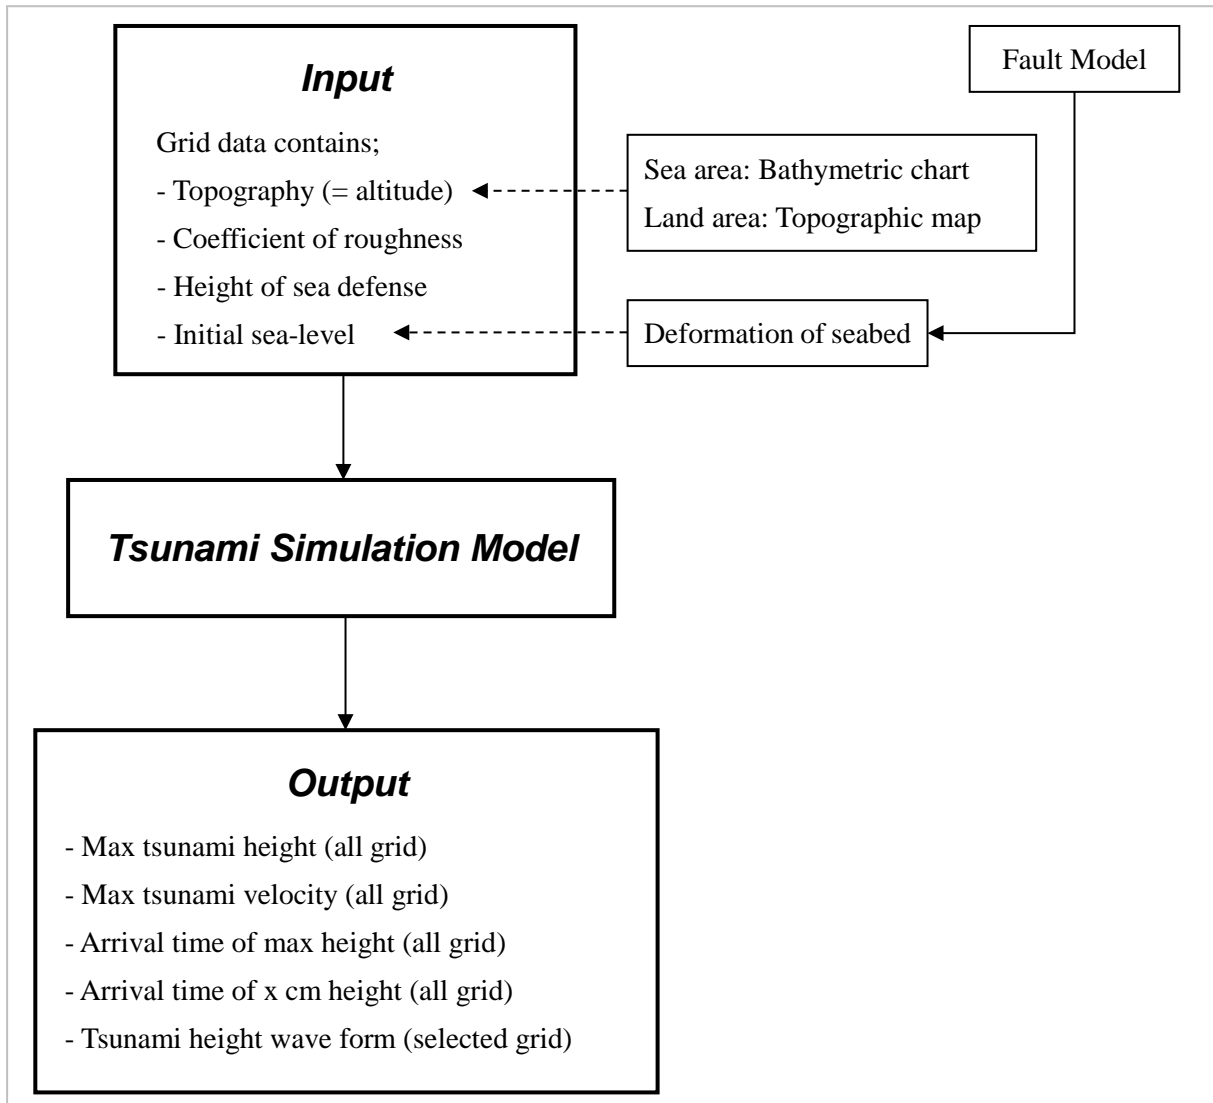 Input
Grid data contains;
- Topography (= altitude)
- Coefficient of roughness
- Height of sea defense
- Initial sea-level
Fault Model
Sea area: Bathymetric chart
Land area: Topographic map
Deformation of seabed
Tsunami Simulation Model
Output
- Max tsunami height (all grid)
- Max tsunami velocity (all grid)
- Arrival time of max height (all grid)
- Arrival time of x cm height (all grid)
- Tsunami height wave form (selected grid)